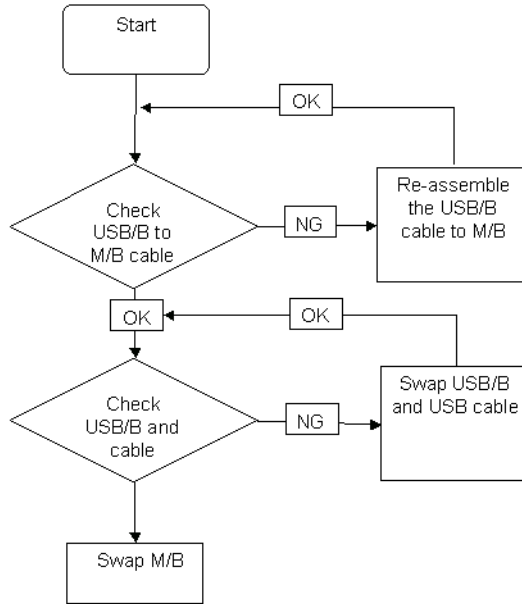 Start
OK
Check
USB/B to
M/B cable
NG
Re-assemble
the USB/B
cable to M/B
OK
OK
Check
USB/B and
cable
NG
Swap USB/B
and USB cable
Swap M/B